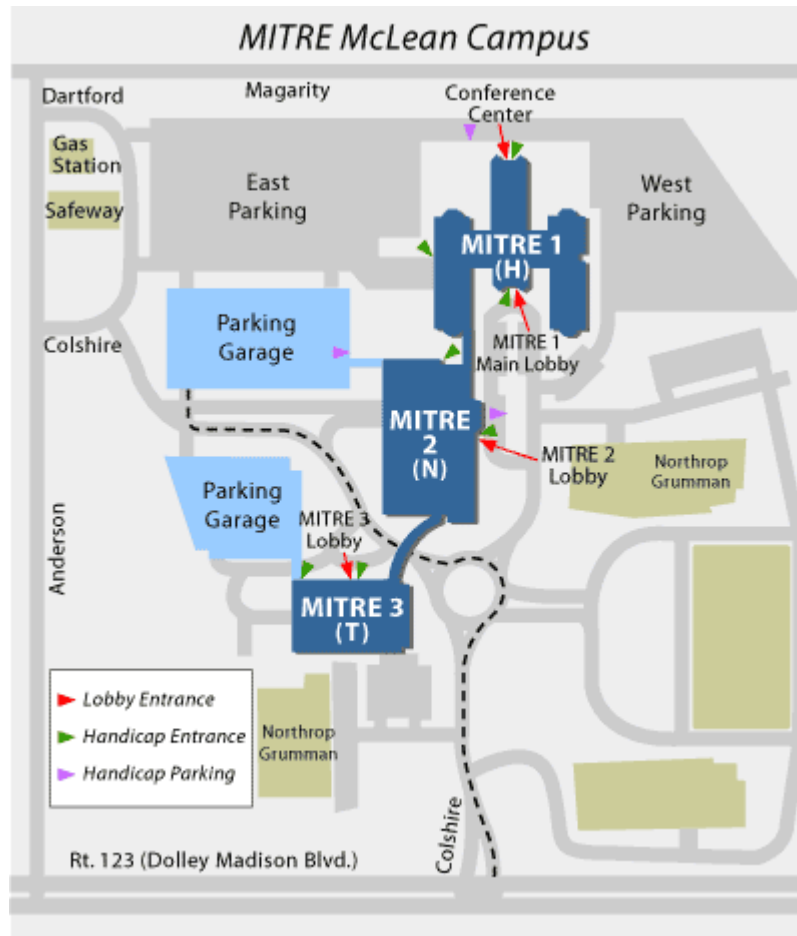 MITRE McLean Campus
Dartford
Magarity
Conference
Center
Gas
Station
Safeway
East
Parking
West
Parking
MITRE 1
(H)
Colshire
Parking
Garage
MITRE 1
Main Lobby
MITRE
2
(N)
MITRE 2
Lobby
Northrop
Grumman
Parking
Garage
MITRE 3
Lobby
Anderson
MITRE 3
(T)
Lobby Entrance
Handicap Entrance
Handicap Parking
Northrop
Grumman
Colshire
Rt. 123 (Dolley Madison Blvd.)